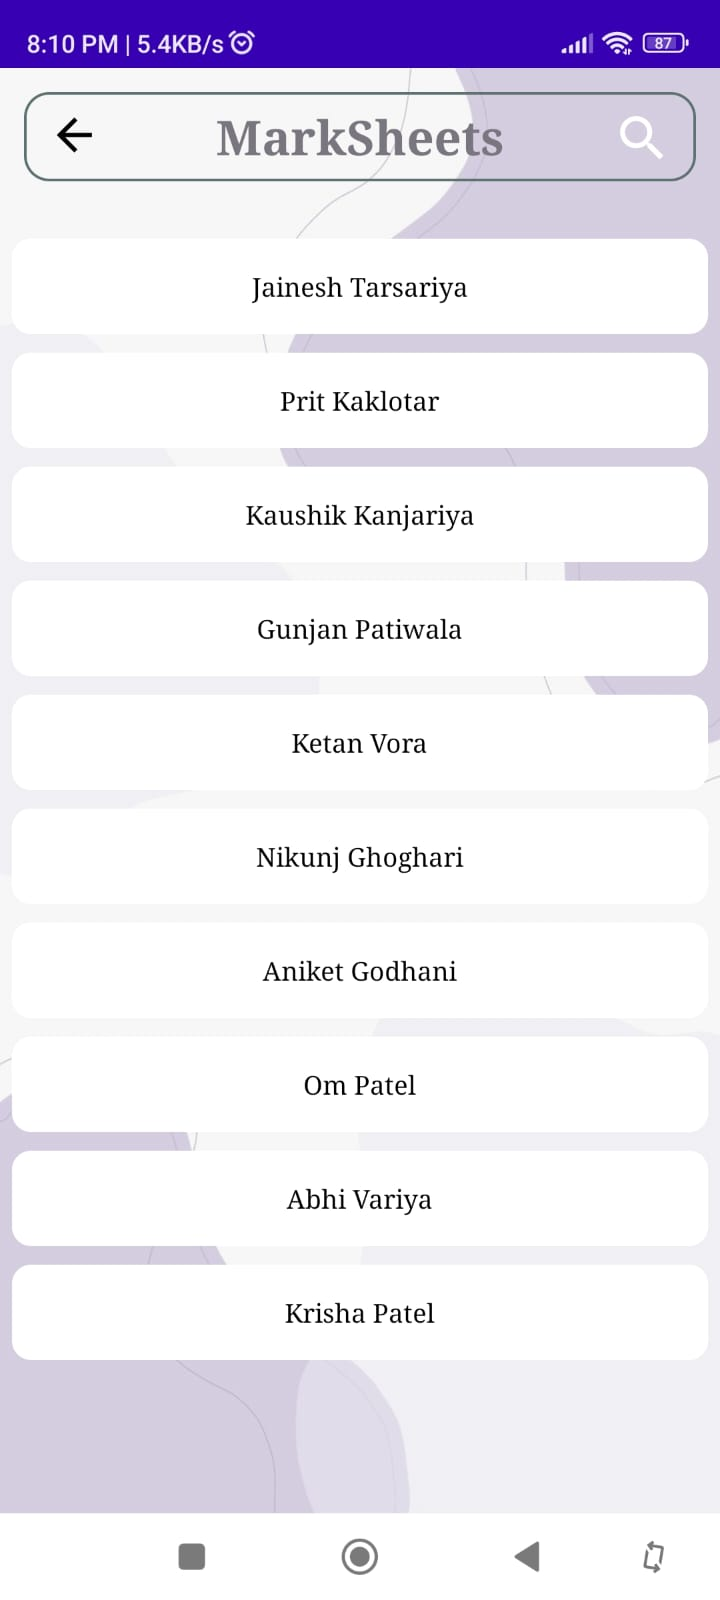 8:10 PM | 5.4KB/s
87
MarkSheets
Jainesh Tarsariya
Prit Kaklotar
Kaushik Kanjariya
Gunjan Patiwala
Ketan Vora
Nikunj Ghoghari
Aniket Godhani
Om Patel
Abhi Variya
Krisha Patel